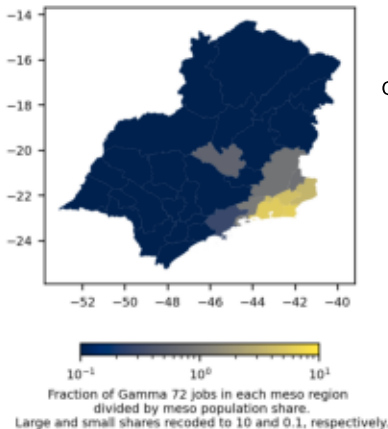 −14
−16
−18
−20
−22
−24
−52 −50 −48 −46 −44 −42 −40
10⁻¹ 10⁰ 10¹
Fraction of Gamma 72 jobs in each meso region
divided by meso population share.
Large and small shares recoded to 10 and 0.1, respectively